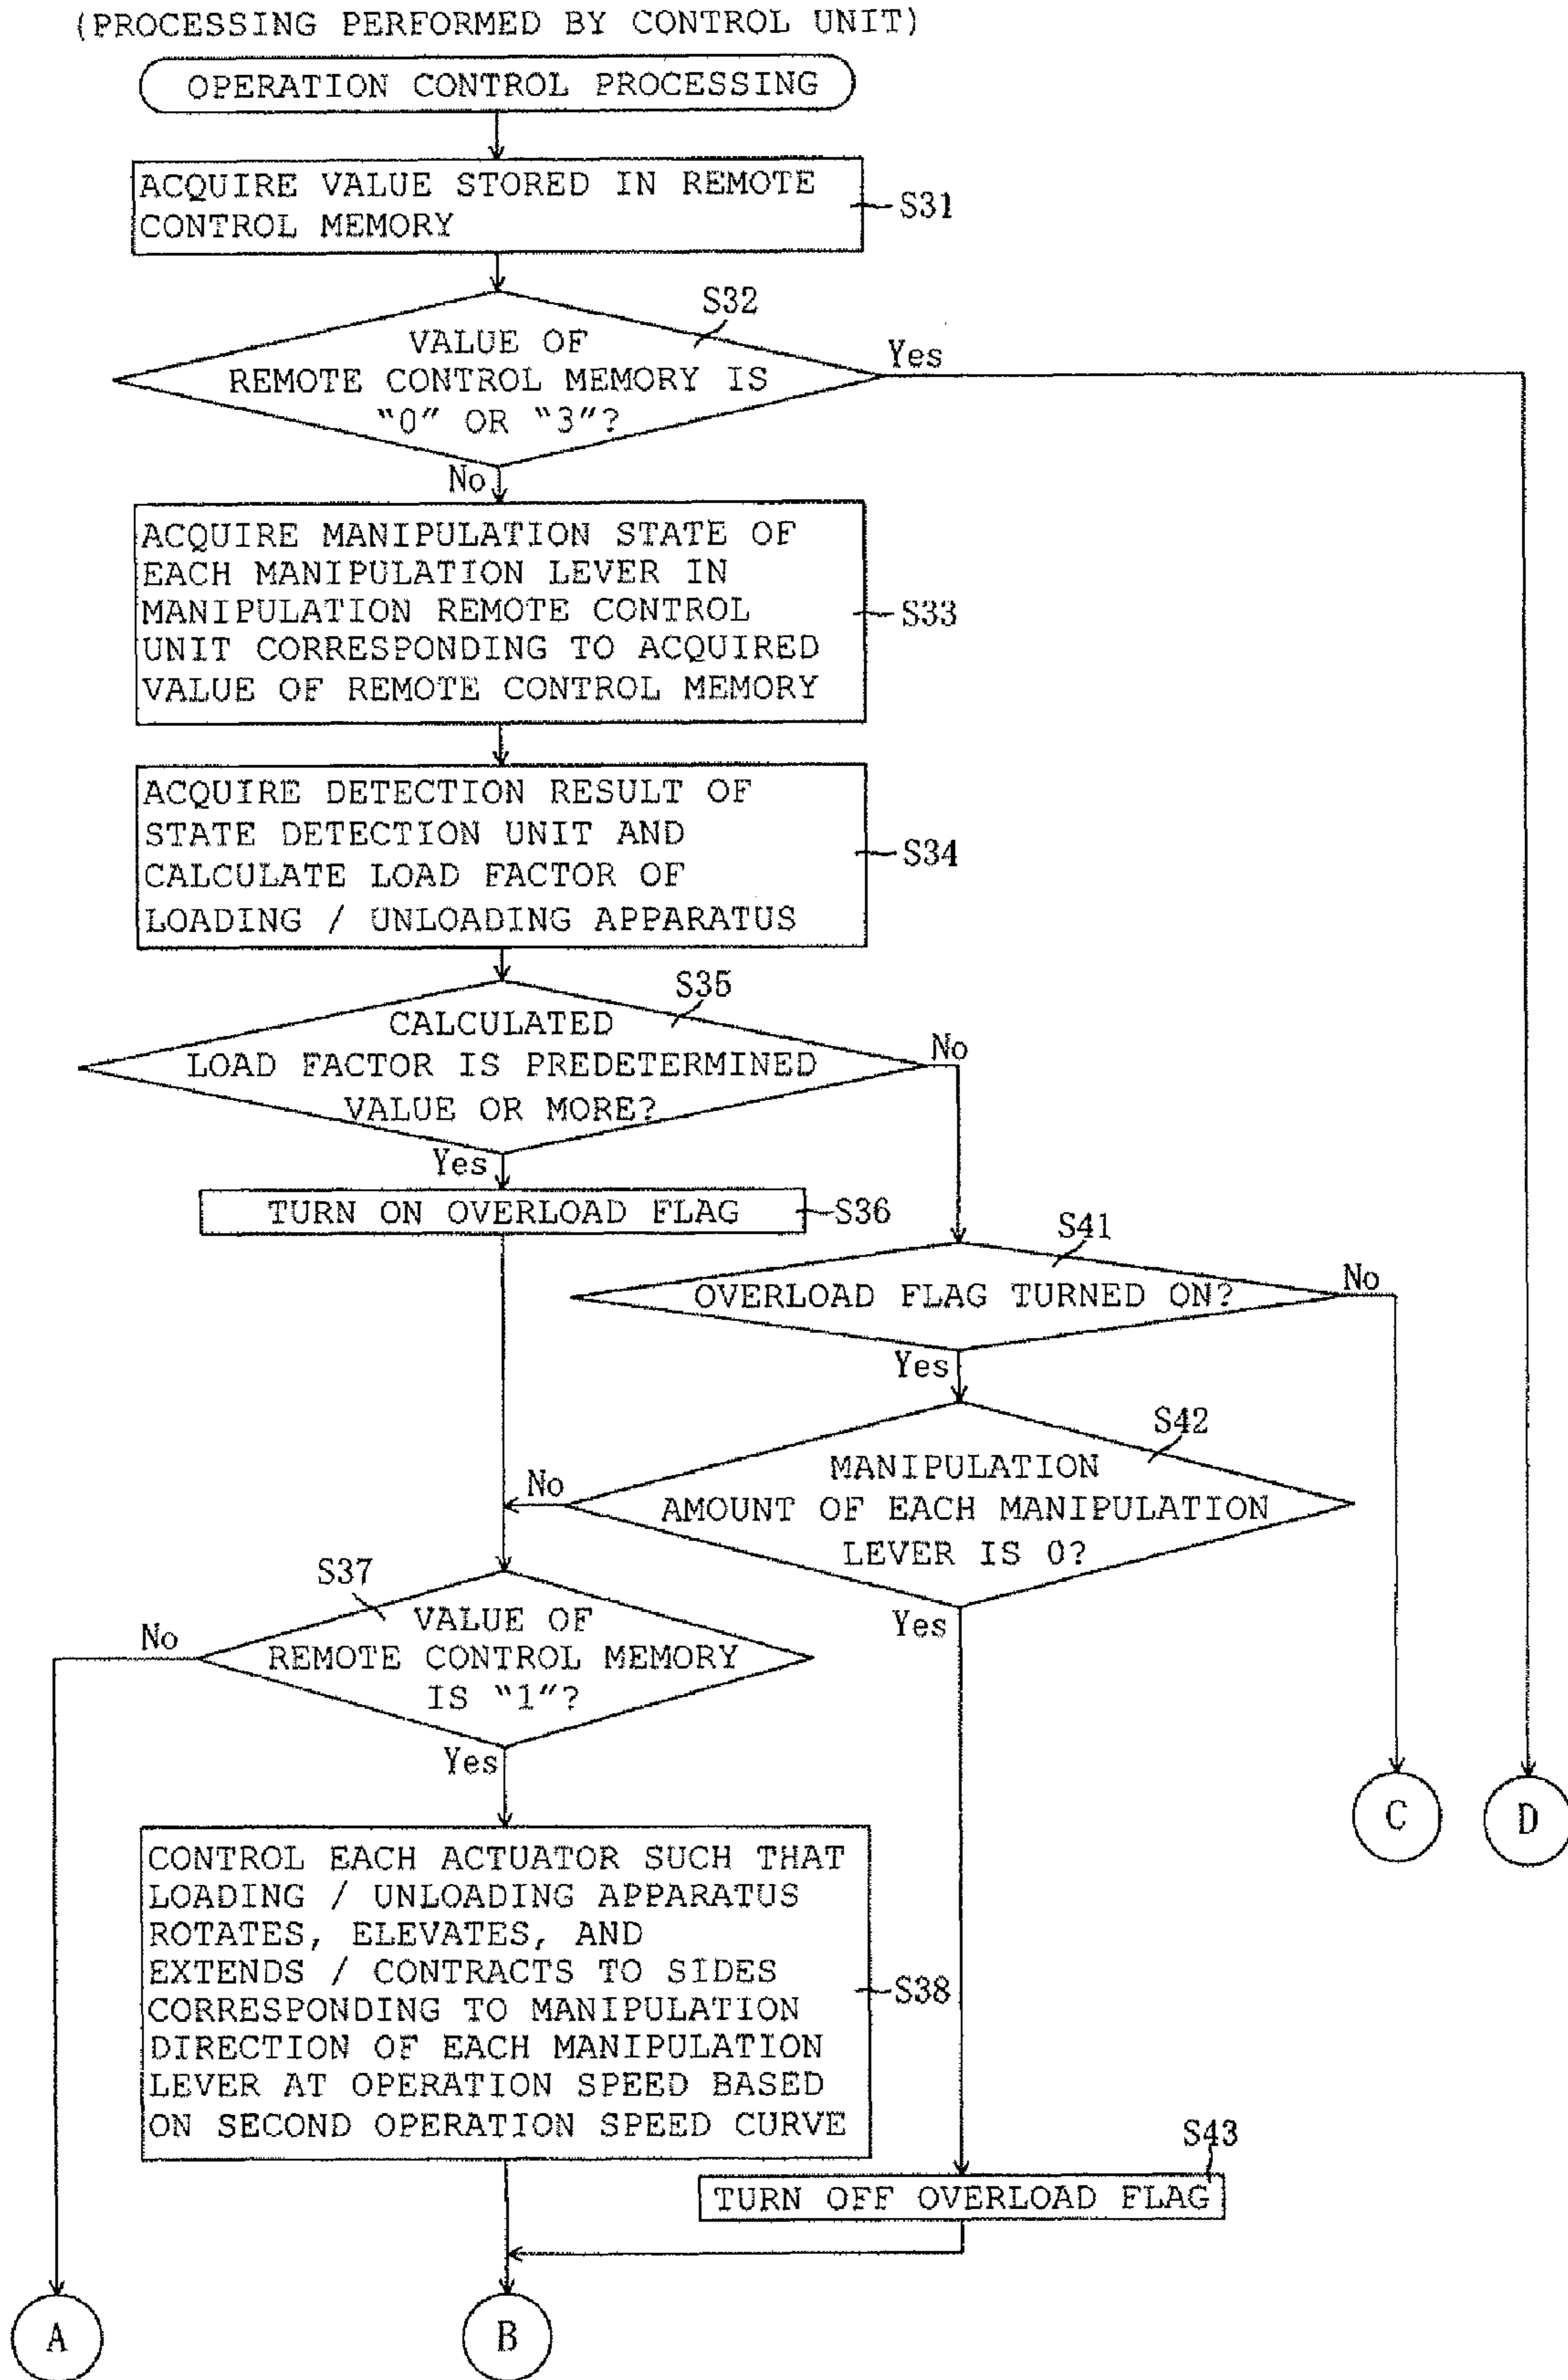 (PROCESSING PERFORMED BY CONTROL UNIT)
OPERATION CONTROL PROCESSING
ACQUIRE VALUE STORED IN REMOTE
CONTROL MEMORY
S31
S32
VALUE OF
REMOTE CONTROL MEMORY IS
"0" OR "3"?
Yes
No
ACQUIRE MANIPULATION STATE OF
EACH MANIPULATION LEVER IN
MANIPULATION REMOTE CONTROL
UNIT CORRESPONDING TO ACQUIRED
VALUE OF REMOTE CONTROL MEMORY
S33
ACQUIRE DETECTION RESULT OF
STATE DETECTION UNIT AND
CALCULATE LOAD FACTOR OF
LOADING / UNLOADING APPARATUS
S34
S35
CALCULATED
LOAD FACTOR IS PREDETERMINED
VALUE OR MORE?
No
Yes
TURN ON OVERLOAD FLAG
S36
S41
OVERLOAD FLAG TURNED ON?
No
Yes
S42
MANIPULATION
AMOUNT OF EACH MANIPULATION
LEVER IS 0?
No
Yes
S37
VALUE OF
REMOTE CONTROL MEMORY
IS "1"?
No
Yes
C
D
CONTROL EACH ACTUATOR SUCH THAT
LOADING / UNLOADING APPARATUS
ROTATES, ELEVATES, AND
EXTENDS / CONTRACTS TO SIDES
CORRESPONDING TO MANIPULATION
DIRECTION OF EACH MANIPULATION
LEVER AT OPERATION SPEED BASED
ON SECOND OPERATION SPEED CURVE
S38
S43
TURN OFF OVERLOAD FLAG
A
B